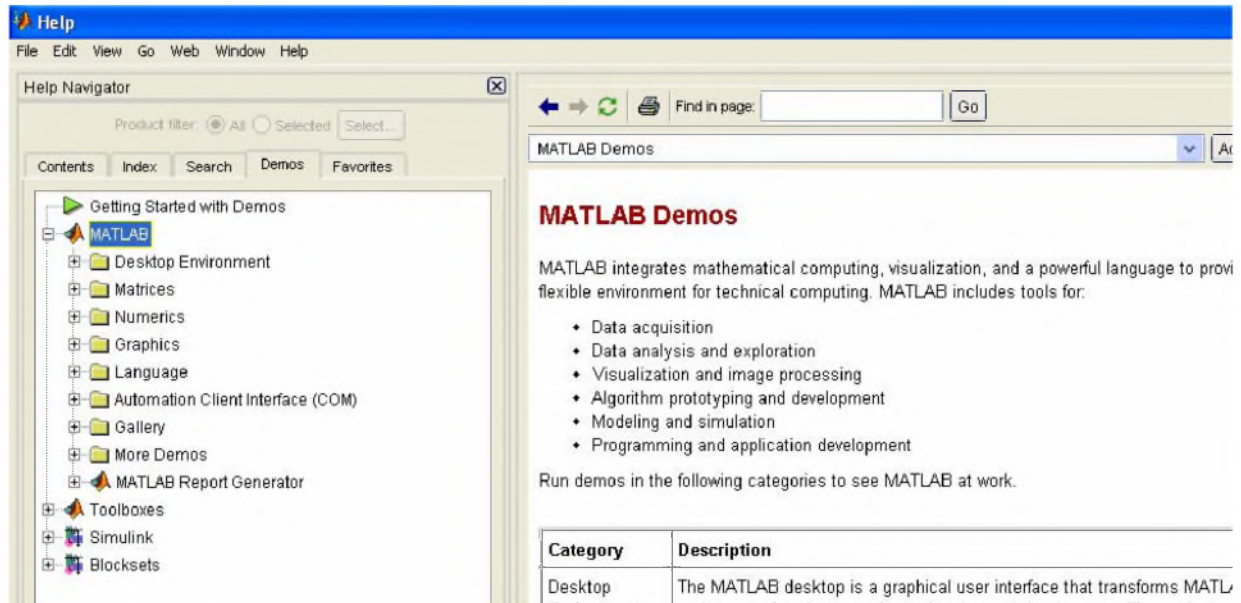 Help
File Edit View Go Web Window Help
Help Navigator
Product filter: All Selected Select...
Contents Index Search Demos Favorites
Getting Started with Demos
MATLAB
Desktop Environment
Matrices
Numerics
Graphics
Language
Automation Client Interface (COM)
Gallery
More Demos
MATLAB Report Generator
Toolboxes
Simulink
Blocksets
Find in page: Go
MATLAB Demos
MATLAB Demos
MATLAB integrates mathematical computing, visualization, and a powerful language to provi
flexible environment for technical computing. MATLAB includes tools for:
• Data acquisition
• Data analysis and exploration
• Visualization and image processing
• Algorithm prototyping and development
• Modeling and simulation
• Programming and application development
Run demos in the following categories to see MATLAB at work.
Category Description
Desktop The MATLAB desktop is a graphical user interface that transforms MATL